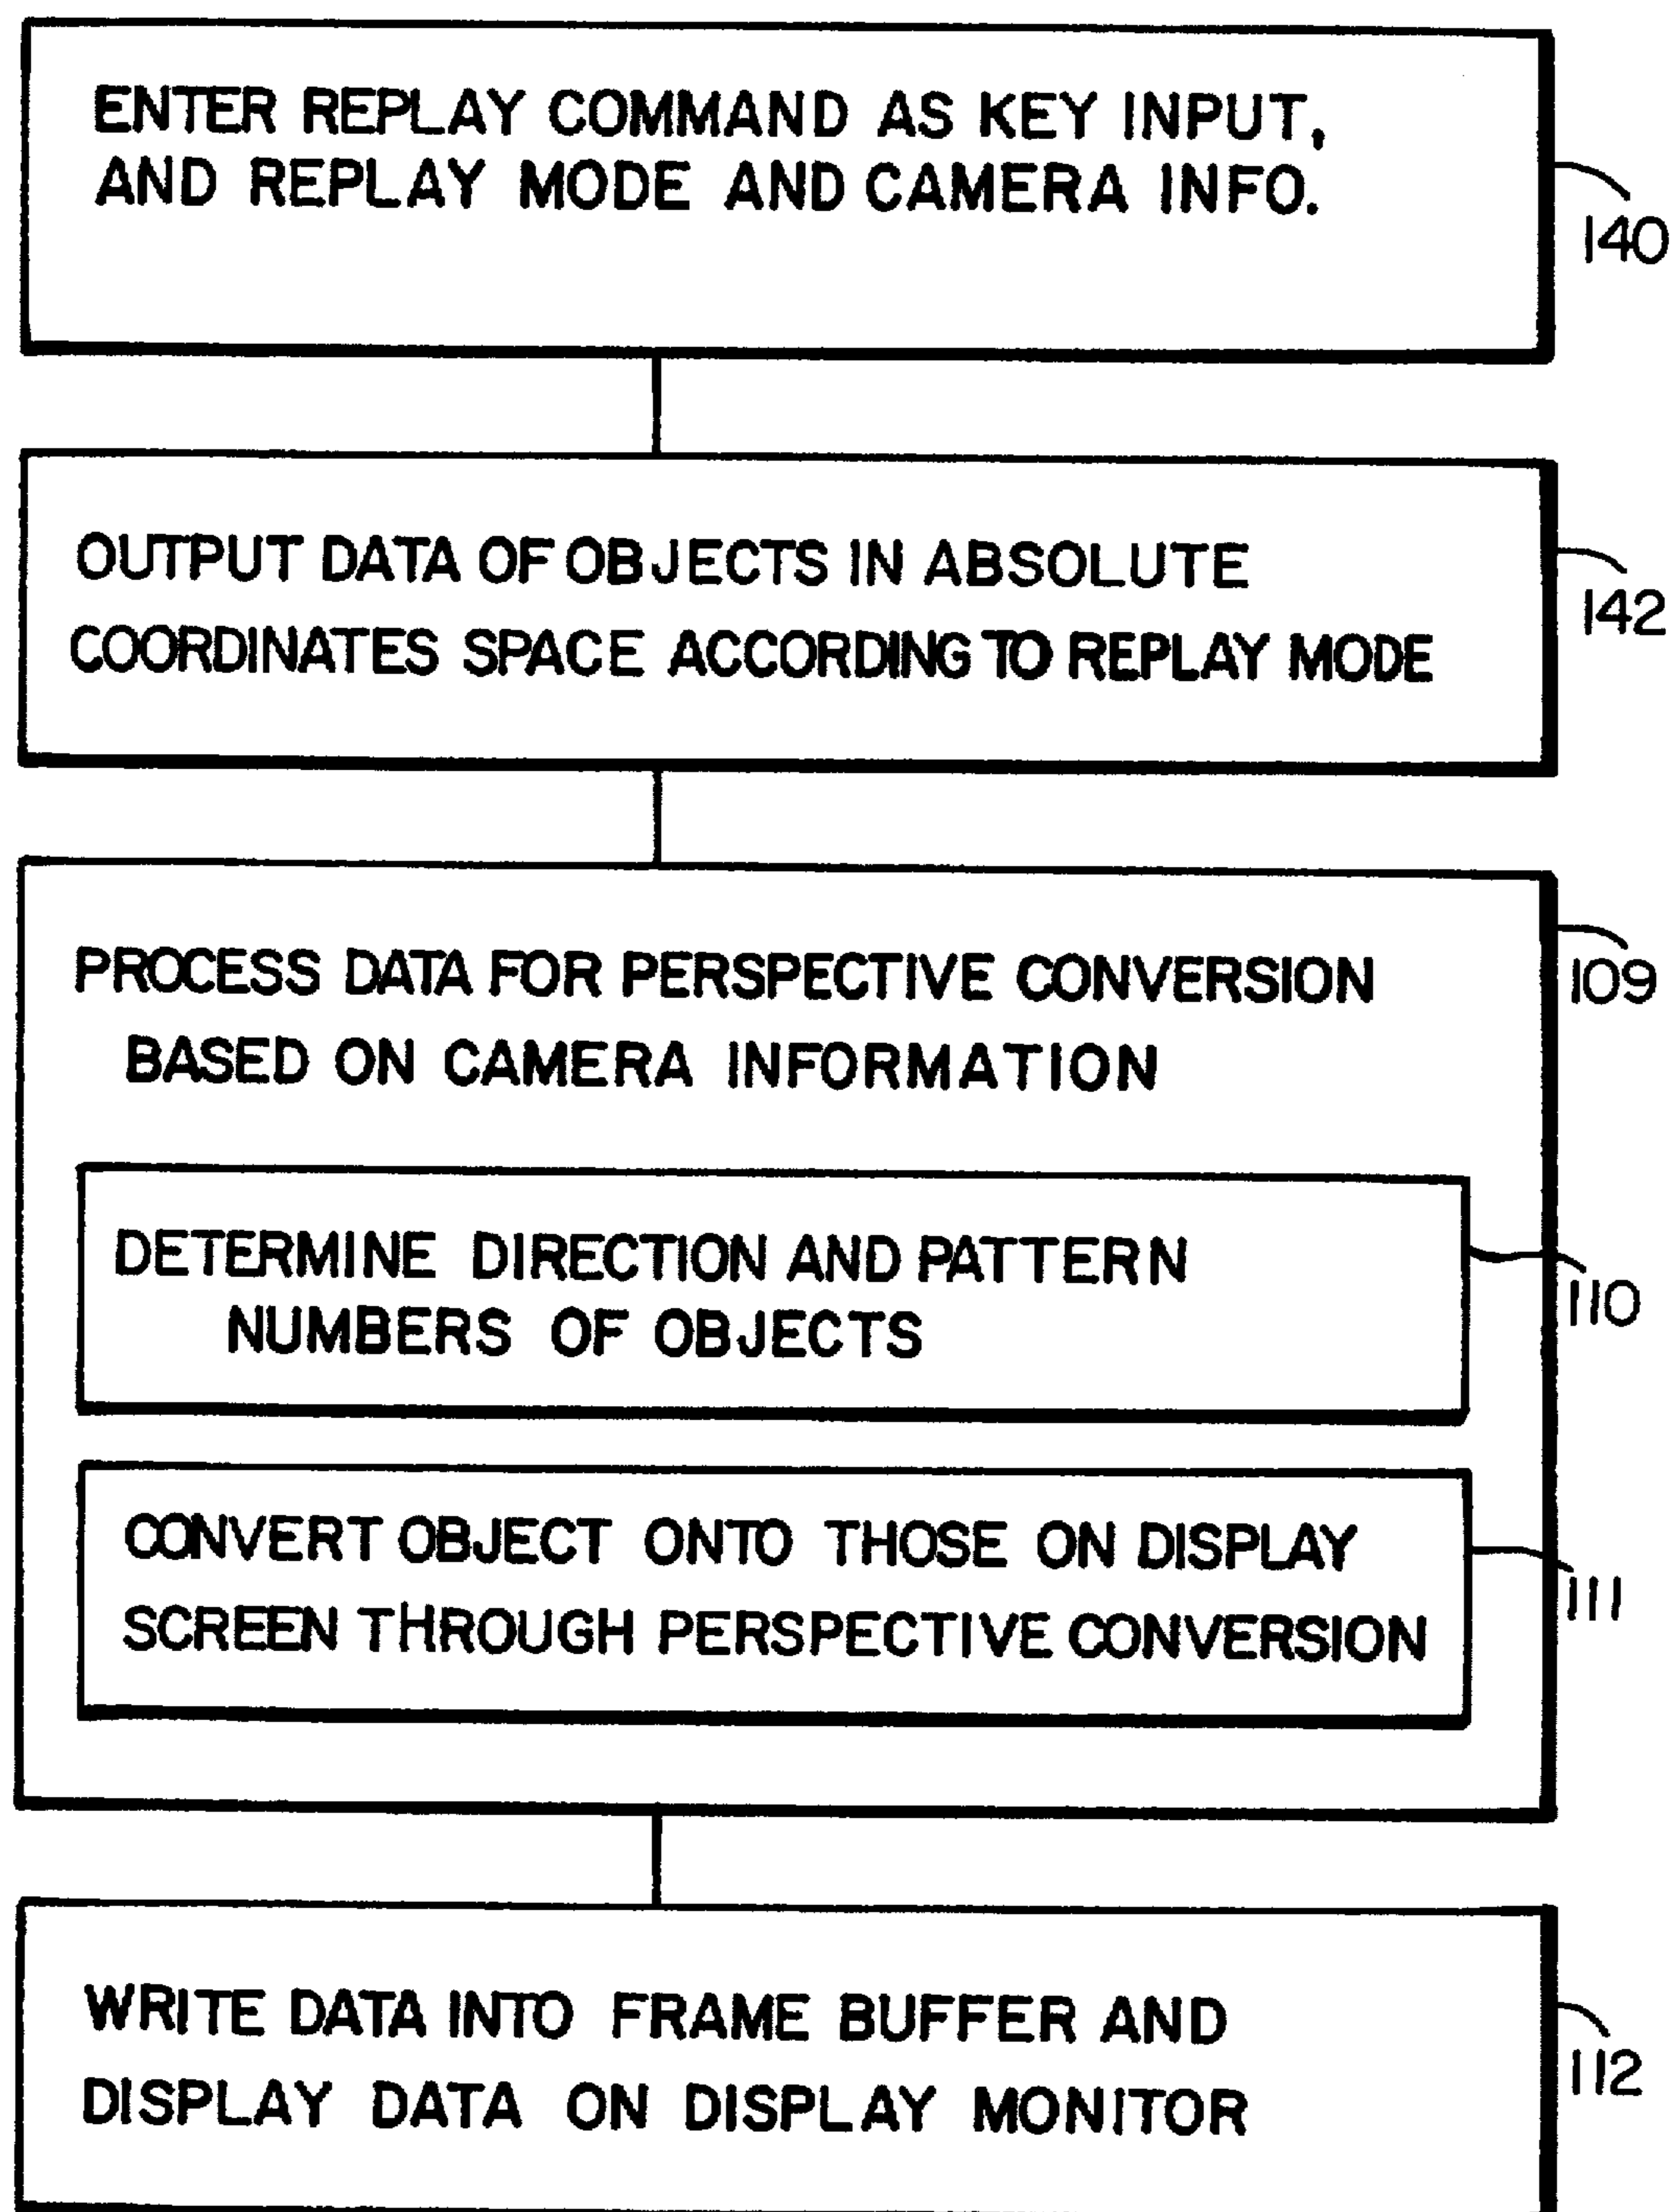 ENTER REPLAY COMMAND AS KEY INPUT,
AND REPLAY MODE AND CAMERA INFO.
140
OUTPUT DATA OF OBJECTS IN ABSOLUTE
COORDINATES SPACE ACCORDING TO REPLAY MODE
142
PROCESS DATA FOR PERSPECTIVE CONVERSION
BASED ON CAMERA INFORMATION
109
DETERMINE DIRECTION AND PATTERN
NUMBERS OF OBJECTS
110
CONVERT OBJECT ONTO THOSE ON DISPLAY
SCREEN THROUGH PERSPECTIVE CONVERSION
111
WRITE DATA INTO FRAME BUFFER AND
DISPLAY DATA ON DISPLAY MONITOR
112